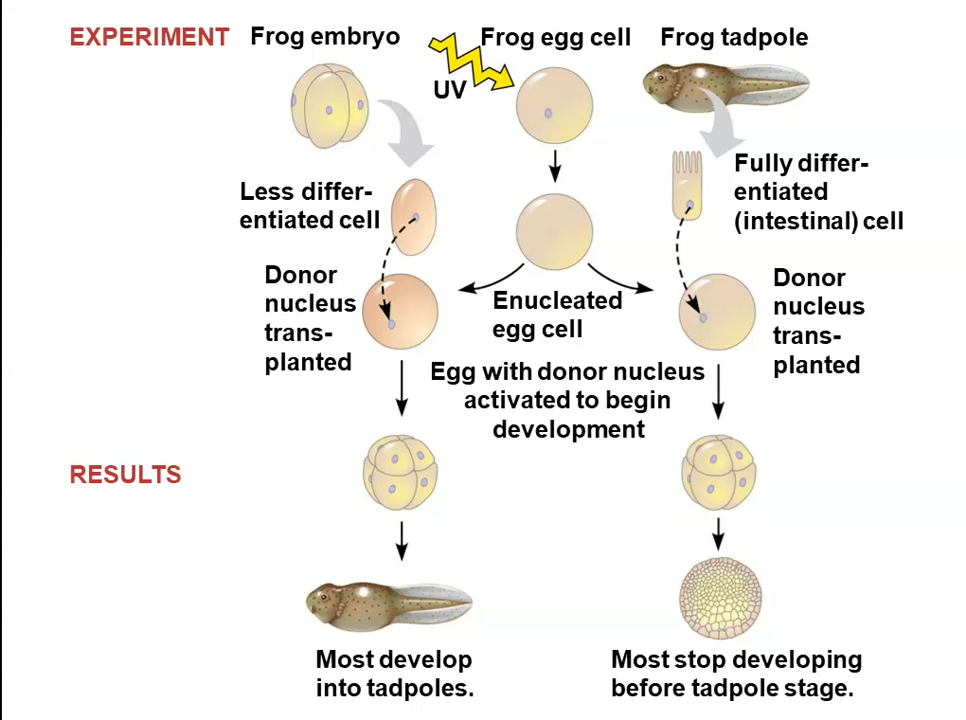 EXPERIMENT
Frog embryo
Frog egg cell
Frog tadpole
UV
Less differ-
entiated cell
Fully differ-
entiated
(intestinal) cell
Donor
nucleus
trans-
planted
Enucleated
egg cell
Donor
nucleus
trans-
planted
Egg with donor nucleus
activated to begin
development
RESULTS
Most develop
into tadpoles.
Most stop developing
before tadpole stage.